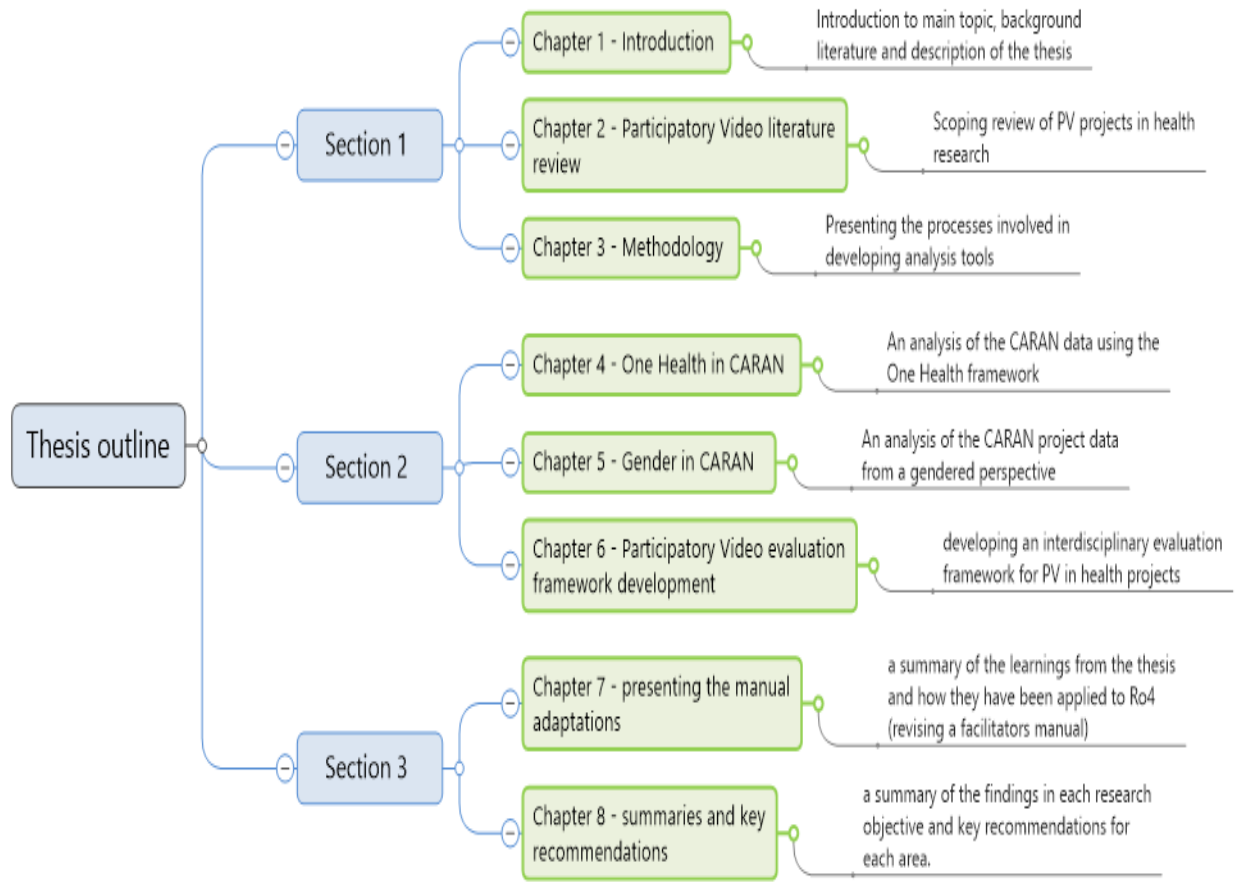 Thesis outline
Section 1
Chapter 1 - Introduction
Introduction to main topic, background
literature and description of the thesis
Chapter 2 - Participatory Video literature
review
Scoping review of PV projects in health
research
Chapter 3 - Methodology
Presenting the processes involved in
developing analysis tools
Section 2
Chapter 4 - One Health in CARAN
An analysis of the CARAN data using the
One Health framework
Chapter 5 - Gender in CARAN
An analysis of the CARAN project data
from a gendered perspective
Chapter 6 - Participatory Video evaluation
framework development
developing an interdisciplinary evaluation
framework for PV in health projects
Section 3
Chapter 7 - presenting the manual
adaptations
a summary of the learnings from the thesis
and how they have been applied to Ro4
(revising a facilitators manual)
Chapter 8 - summaries and key
recommendations
a summary of the findings in each research
objective and key recommendations for
each area.